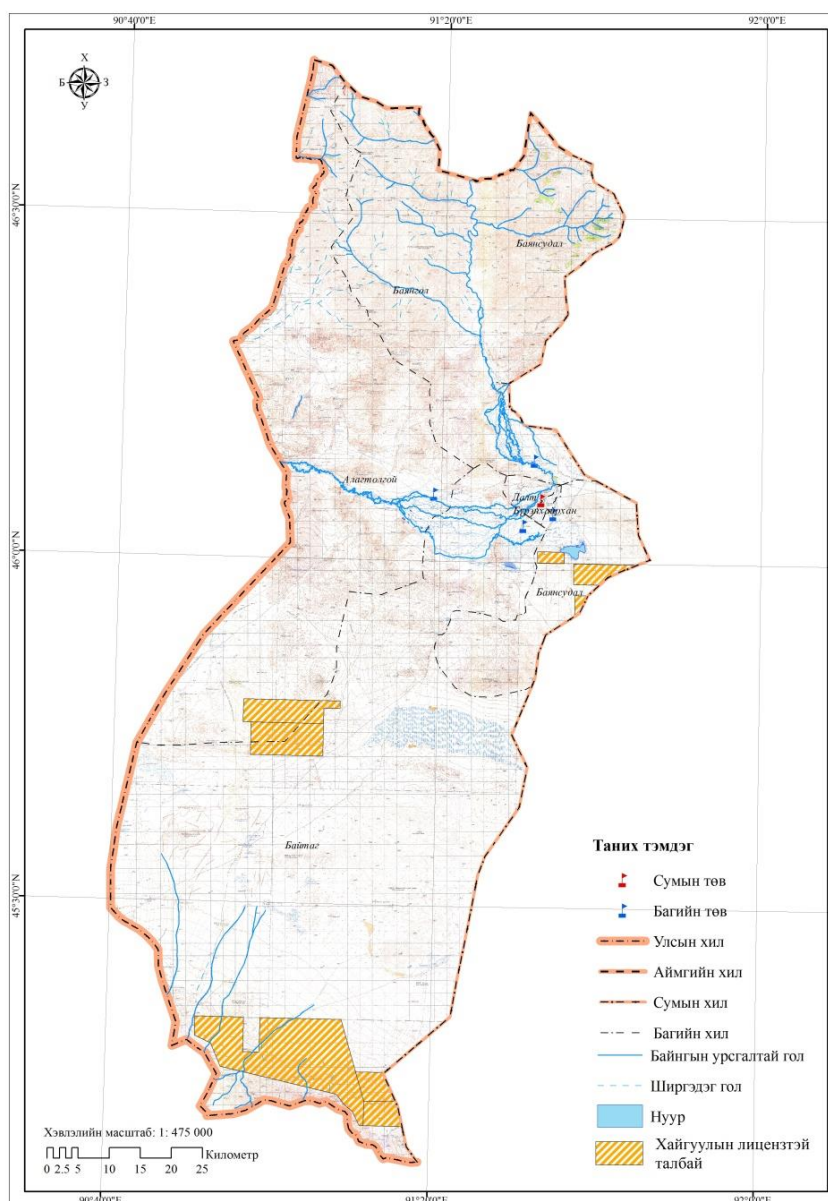 90°40'0"E 91°20'0"E 92°0'0"E
Х
Б З
У
46°30'0"N
Баянсудал
Баянгол
Алагтолгой
Далт
Бүрэнхайрхан
46°0'0"N
Баянсудал
Байтаг
45°30'0"N
Таних тэмдэг
Сумын төв
Багийн төв
Улсын хил
Аймгийн хил
Сумын хил
Багийн хил
Байнгын урсгалтай гол
Ширгэдэг гол
Нуур
Хайгуулын лицензтэй
талбай
Хэвлэлийн масштаб: 1: 475 000
Километр
0 2.5 5 10 15 20 25
90°40'0"E 91°20'0"E 92°0'0"E